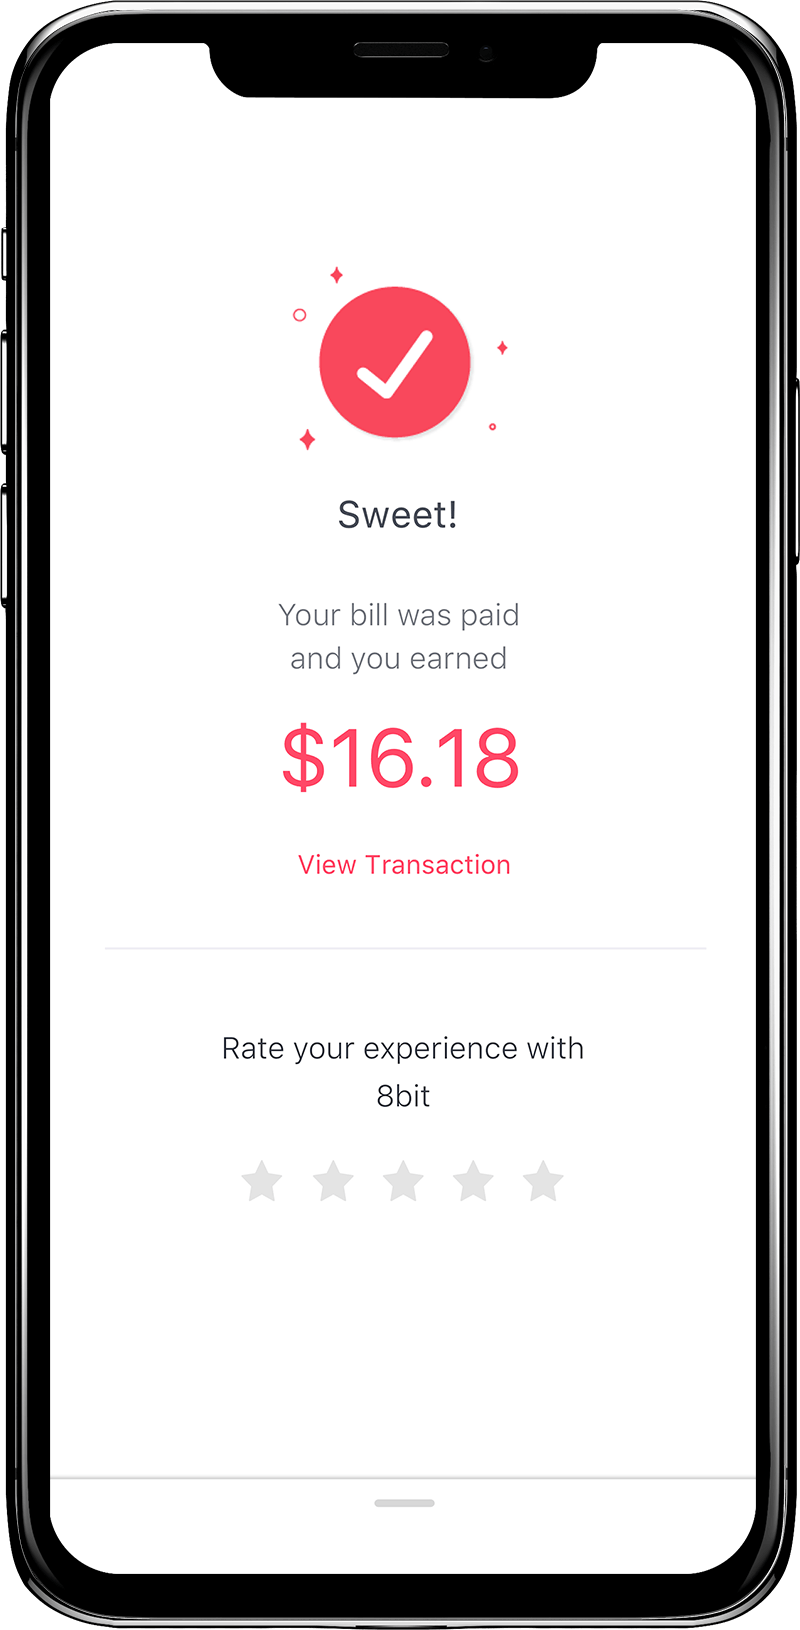 Sweet!
Your bill was paid
and you earned
$16.18
View Transaction
Rate your experience with
8bit